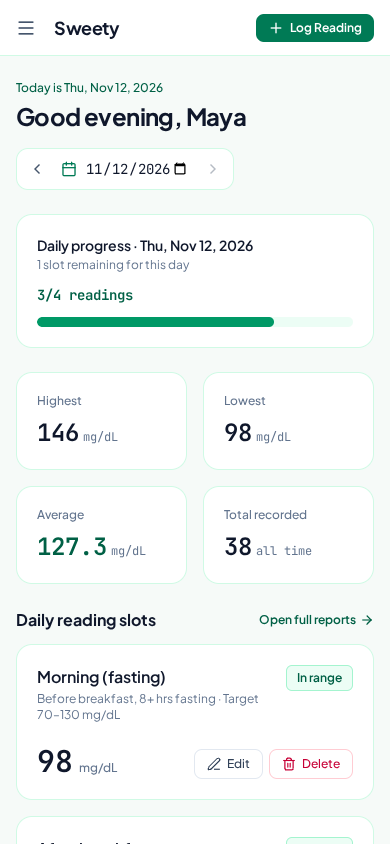 Sweety
Log Reading
Today is Thu, Nov 12, 2026
Good evening, Maya
11/12/2026
Daily progress · Thu, Nov 12, 2026
1 slot remaining for this day
3/4 readings
Highest
146 mg/dL
Lowest
98 mg/dL
Average
127.3 mg/dL
Total recorded
38 all time
Daily reading slots
Open full reports
Morning (fasting)
In range
Before breakfast, 8+ hrs fasting · Target
70–130 mg/dL
98 mg/dL
Edit
Delete